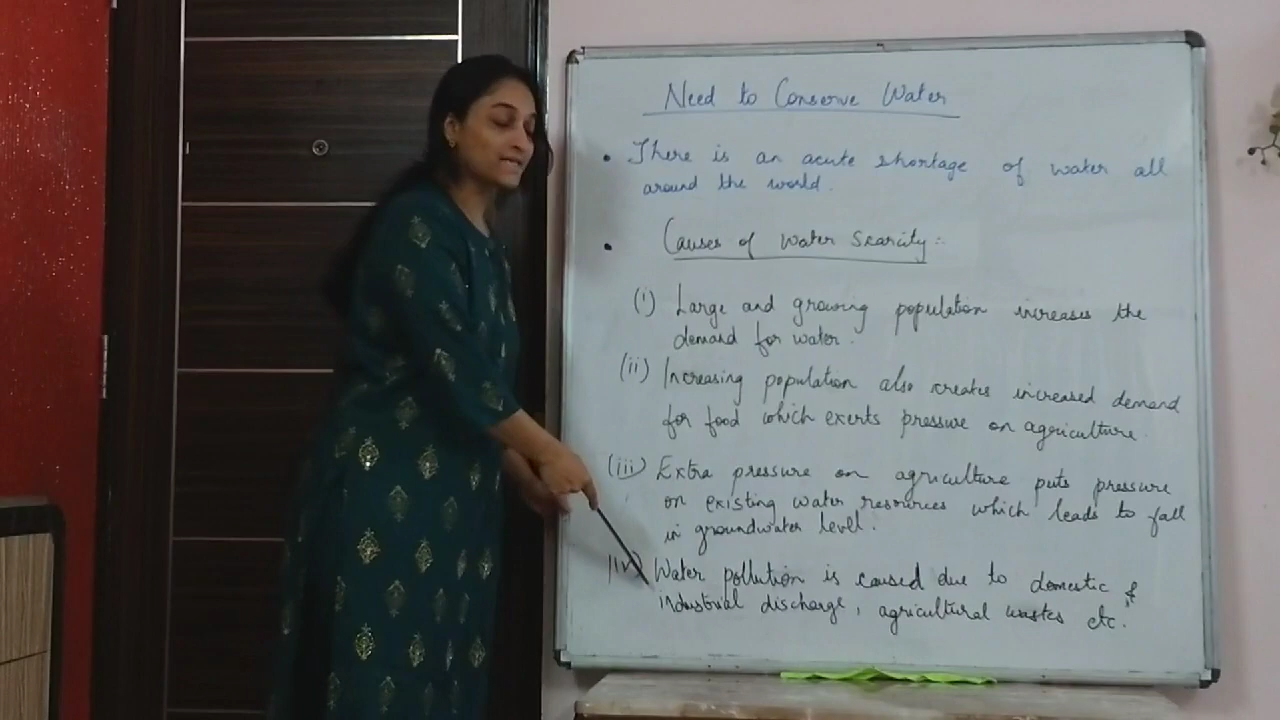 Need to Conserve Water
• There is an acute shortage of water all
around the world.
• Causes of Water Scarcity:-
(i) Large and growing population increases the
demand for water.
(ii) Increasing population also creates increased demand
for food which exerts pressure on agriculture.
(iii) Extra pressure on agriculture puts pressure
on existing water resources which leads to fall
in groundwater level.
(iv) Water pollution is caused due to domestic &
industrial discharge, agricultural wastes etc.